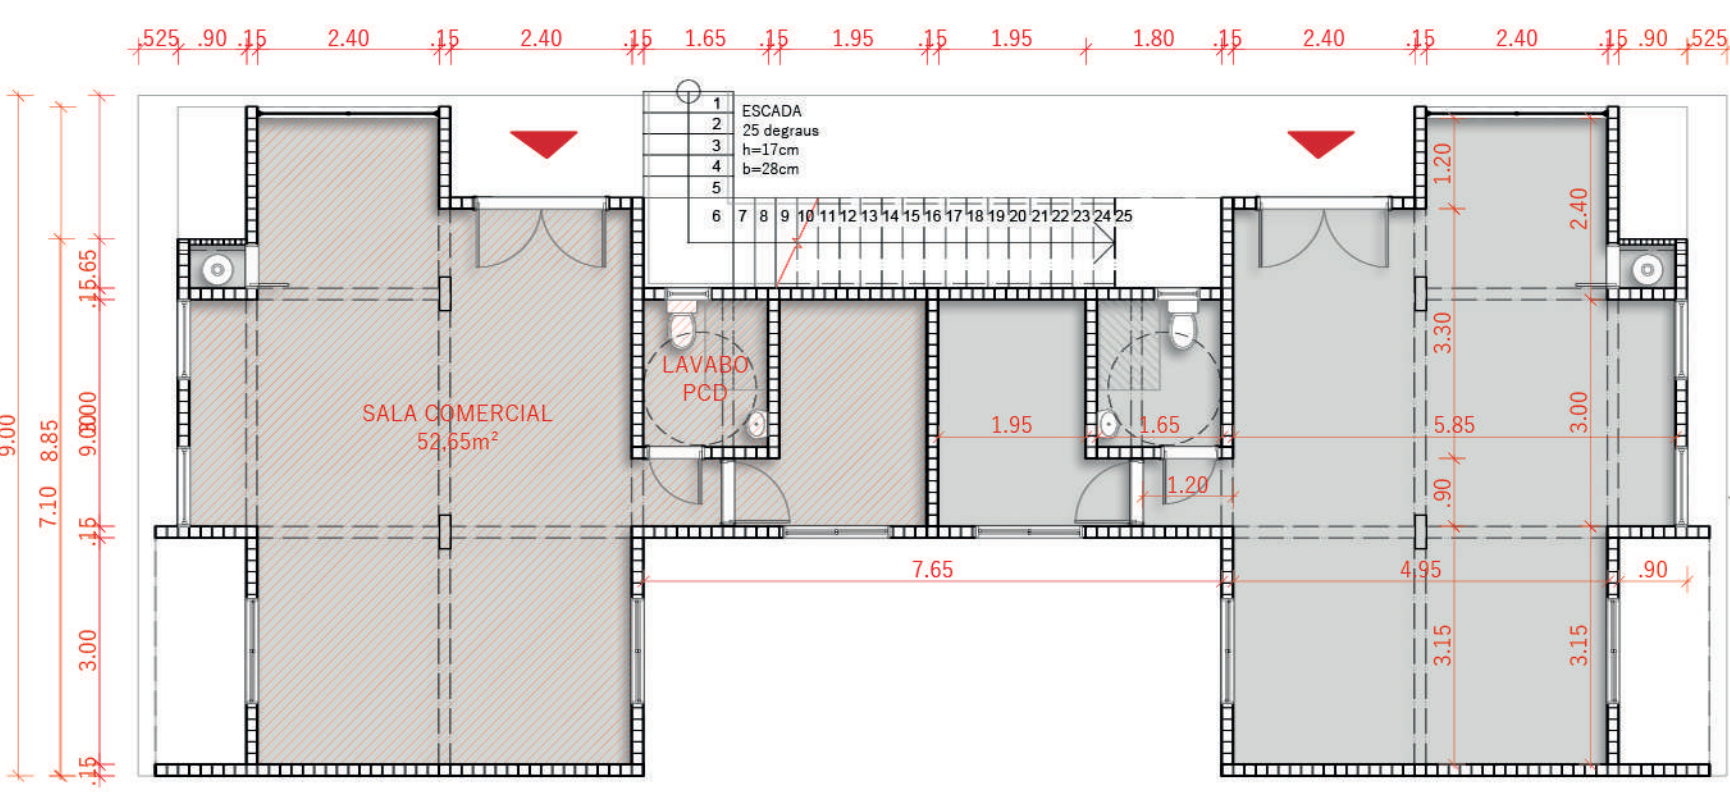 .525 .90 .15 2.40 .15 2.40 .15 1.65 .15 1.95 .15 1.95 1.80 .15 2.40 .15 2.40 .15 .90 .525
1
2
3
4
5
6 7 8 9 10 11 12 13 14 15 16 17 18 19 20 21 22 23 24 25
ESCADA
25 degraus
h=17cm
b=28cm
1.20
2.40
.15 .65
3.30
LAVABO
PCD
SALA COMERCIAL
52,65m²
1.95 1.65 5.85
3.00
9.00
8.85
7.10
.90
1.20
.15
7.65 4.95 .90
3.00
3.15
3.15
.15